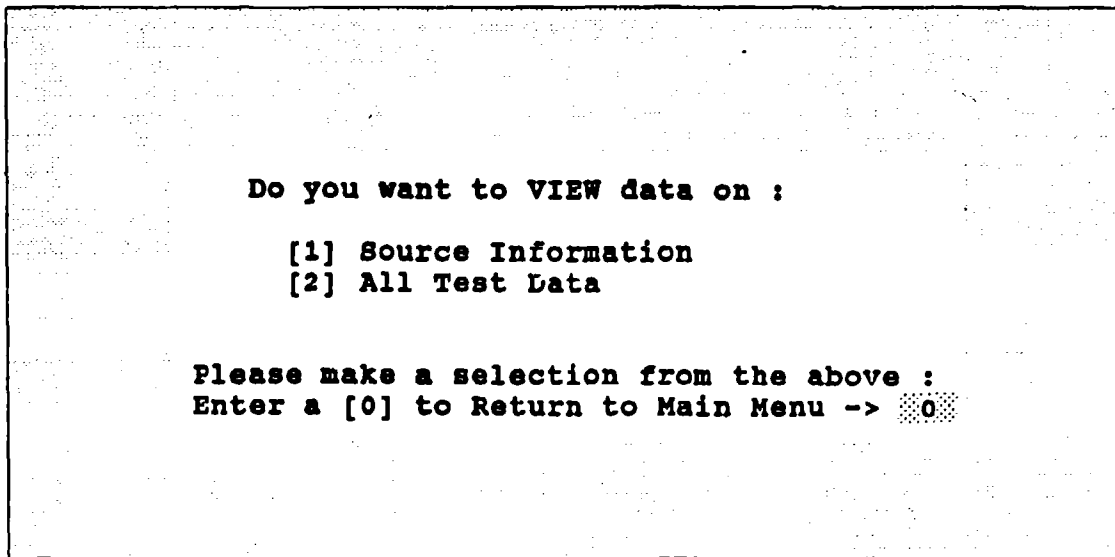 Do you want to VIEW data on :
[1] Source Information
[2] All Test Data
Please make a selection from the above :
Enter a [0] to Return to Main Menu -> 0